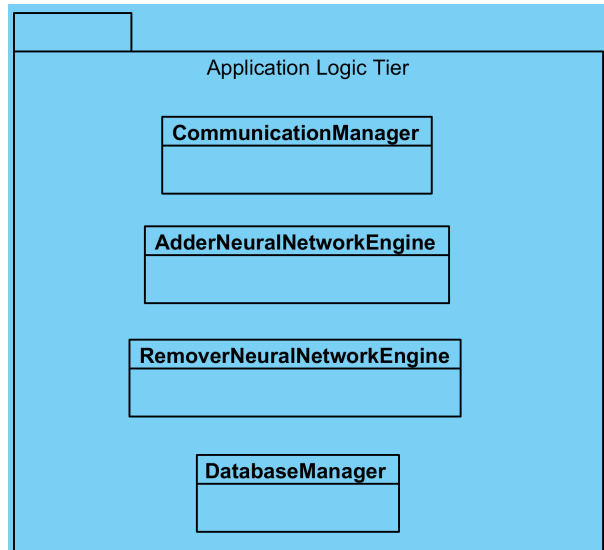 Application Logic Tier
CommunicationManager
AdderNeuralNetworkEngine
RemoverNeuralNetworkEngine
DatabaseManager